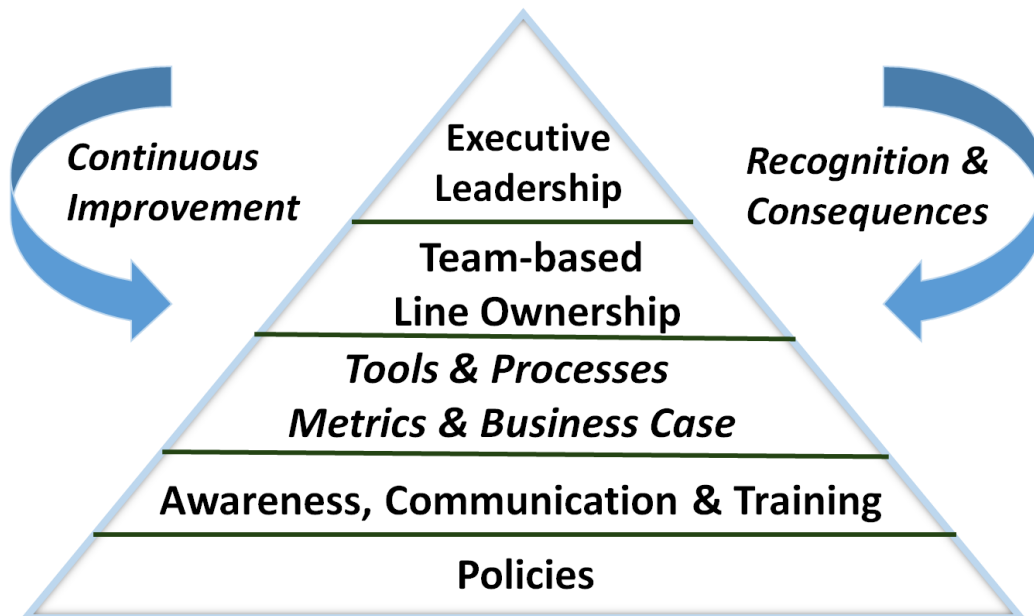 Executive
Leadership
Continuous
Improvement
Recognition &
Consequences
Team-based
Line Ownership
Tools & Processes
Metrics & Business Case
Awareness, Communication & Training
Policies